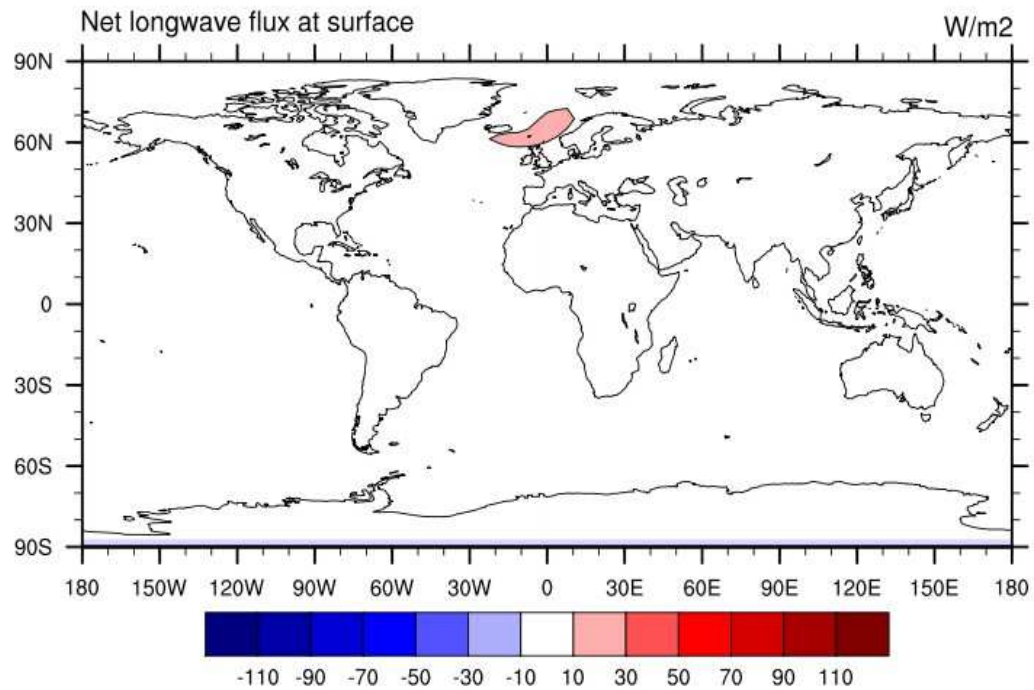 Net longwave flux at surface W/m2
90N
60N
30N
0
30S
60S
90S
180 150W 120W 90W 60W 30W 0 30E 60E 90E 120E 150E 180
-110 -90 -70 -50 -30 -10 10 30 50 70 90 110